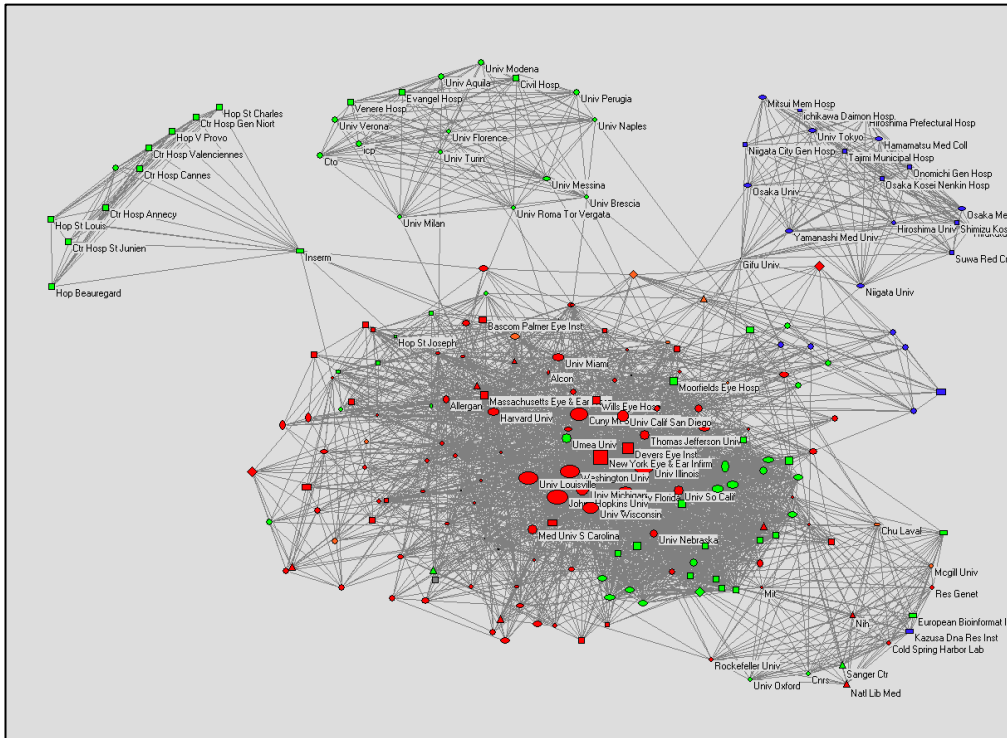 Univ Modena
Univ Aquila
Civil Hosp
Evangel Hosp
Univ Perugia
Venere Hosp
Univ Verona
Univ Naples
Univ Florence
icp
Univ Turin
Cto
Univ Messina
Univ Brescia
Univ Milan
Univ Roma Tor Vergata
Hop St Charles
Ctr Hosp Gen Niort
Hop V Provo
Ctr Hosp Valenciennes
Ctr Hosp Cannes
Ctr Hosp Annecy
Hop St Louis
Ctr Hosp St Junien
Hop Beauregard
Inserm
Mitsui Mem Hosp
ichikawa Daimon Hosp
Hiroshima Prefectural Hosp
Univ Tokyo
Hamamatsu Med Coll
Niigata City Gen Hosp
Tajimi Municipal Hosp
Onomichi Gen Hosp
Osaka Kosei Nenkin Hosp
Osaka Univ
Osaka Me
Hiroshima Univ
Shimizu Kos
Yamanashi Med Univ
Suwa Red Cr
Gifu Univ
Niigata Univ
Bascom Palmer Eye Inst
Hop St Joseph
Univ Miami
Alcon
Moorfields Eye Hosp
Allergan
Massachusetts Eye & Ear
Wills Eye Hosp
Harvard Univ
Cuny
Univ Calif San Diego
Umea Univ
Thomas Jefferson Univ
Devers Eye Inst
New York Eye & Ear Infirm
Washington Univ
Univ Illinois
Univ Louisville
Univ Michigan
Florida
Univ So Calif
Johns Hopkins Univ
Univ Wisconsin
Med Univ S Carolina
Univ Nebraska
Chu Laval
Mcgill Univ
Mit
Res Genet
Nih
European Bioinformat I
Kazusa Dna Res Inst
Cold Spring Harbor Lab
Rockefeller Univ
Sanger Ctr
Cnrs
Univ Oxford
Natl Lib Med